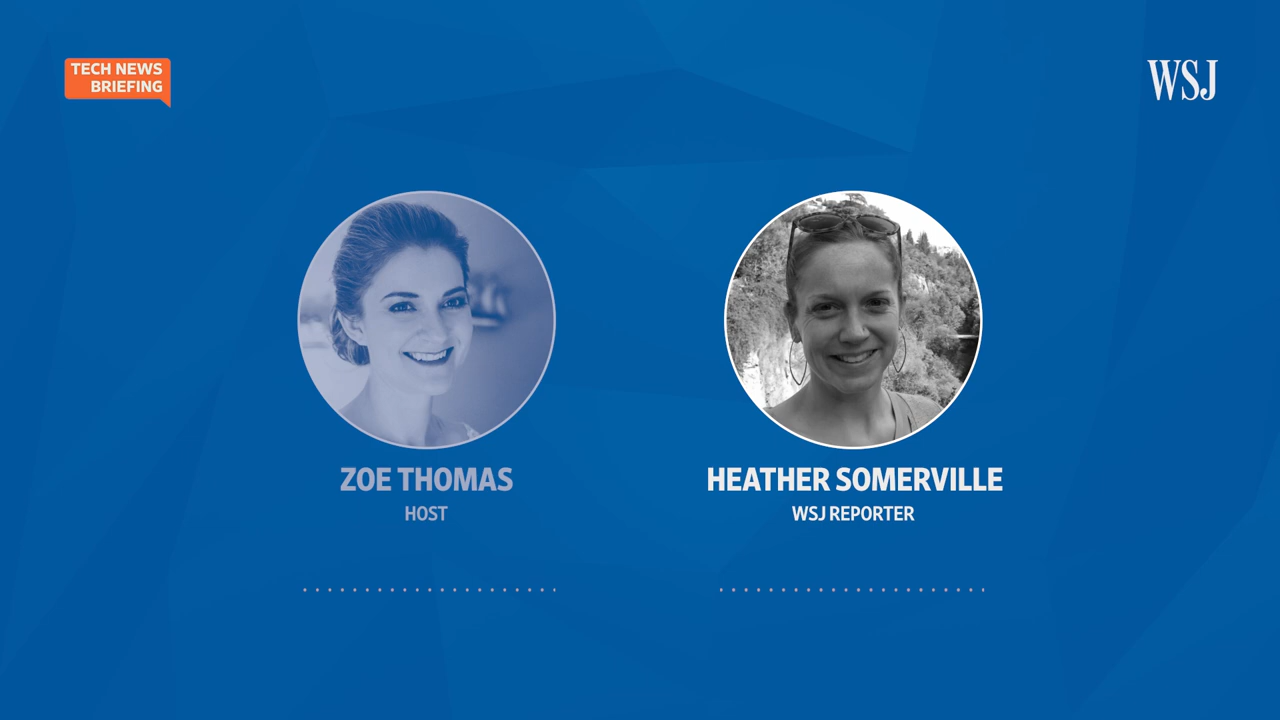 TECH NEWS
BRIEFING
WSJ
ZOE THOMAS
HOST
HEATHER SOMERVILLE
WSJ REPORTER